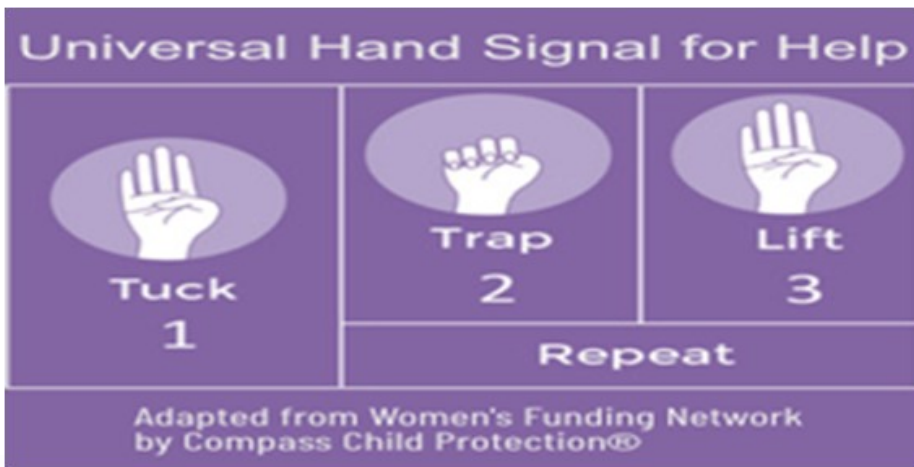 Universal Hand Signal for Help
Tuck
1
Trap
2
Lift
3
Repeat
Adapted from Women's Funding Network
by Compass Child Protection®